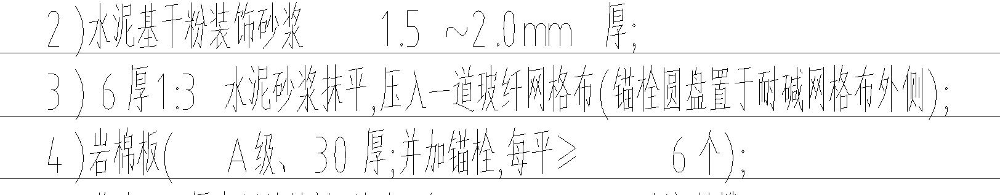 2)水泥基干粉装饰砂浆 1.5 ~2.0mm 厚;
3) 6厚1:3 水泥砂浆抹平,压入一道玻纤网格布(锚栓圆盘置于耐碱网格布外侧);
4)岩棉板( A级、30厚;并加锚栓,每平≥ 6个);